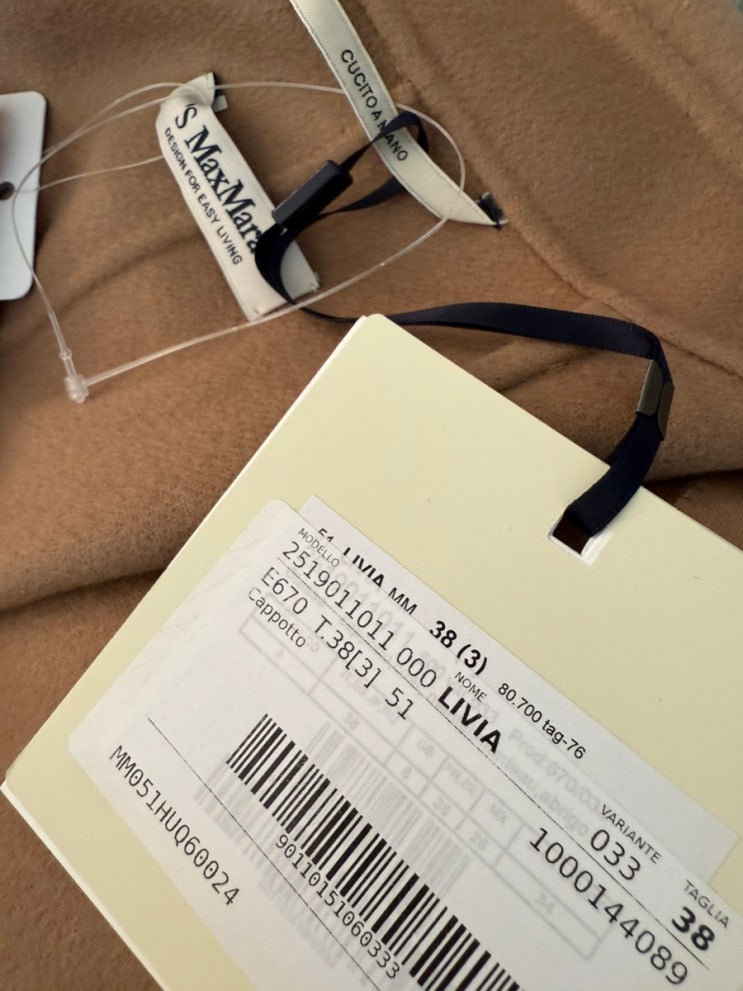 CUCITO A MANO
'S MaxMara
DESIGN FOR EASY LIVING
51 LIVIA MM 38 (3) 80.700 tag-76
MODELLO
2519011011 000
NOME
LIVIA
VARIANTE
033
TAGLIA
38
E670 T.38[3] 51
1000144089
Cappotto
MM051HUQ60024
9011015106033